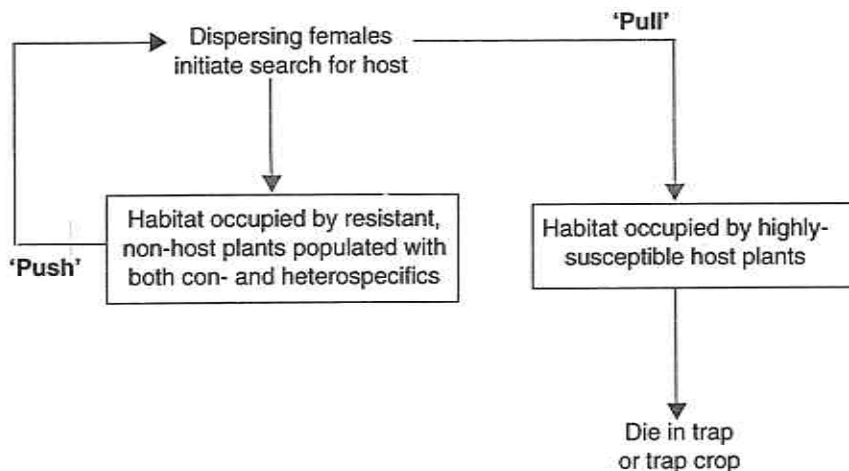 'Pull'
Dispersing females
initiate search for host
Habitat occupied by resistant,
non-host plants populated with
both con- and heterospecifics
'Push'
Habitat occupied by highly-
susceptible host plants
Die in trap
or trap crop